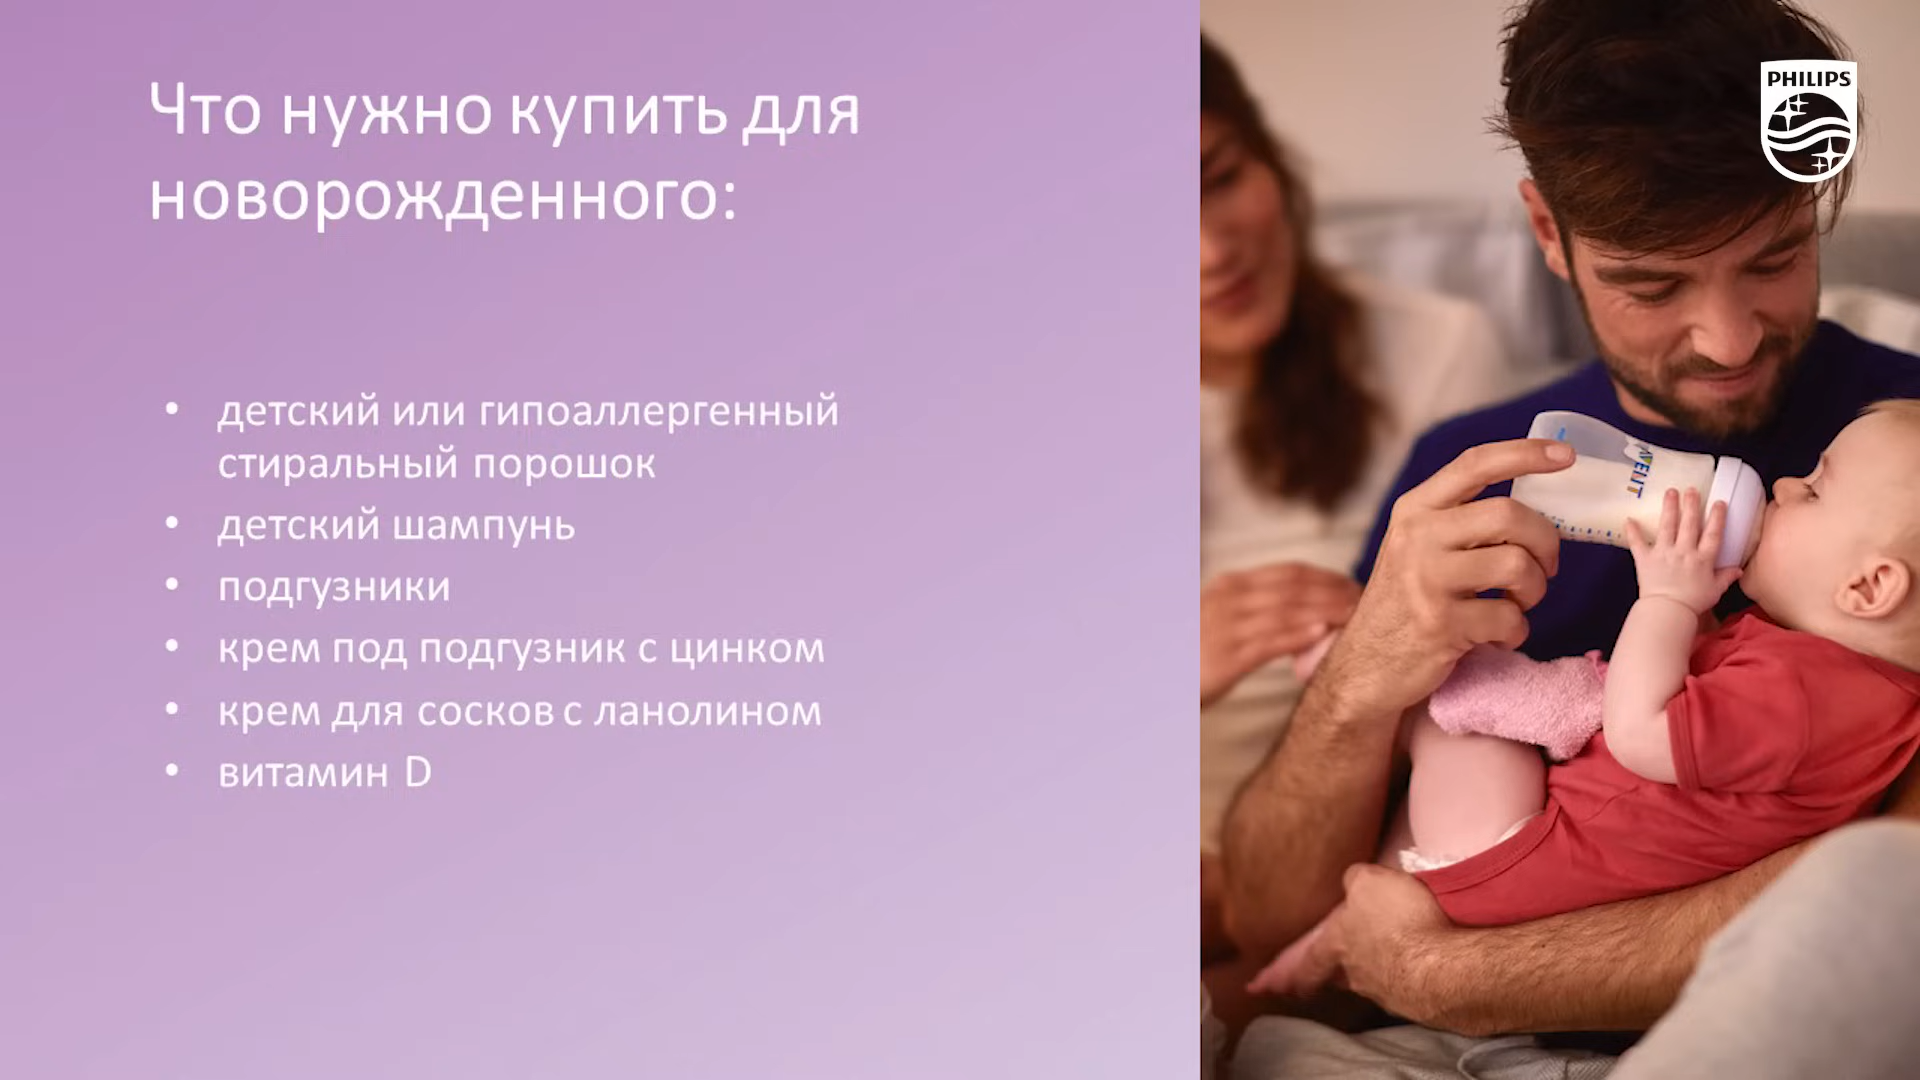 Что нужно купить для
новорожденного:
• детский или гипоаллергенный
стиральный порошок
• детский шампунь
• подгузники
• крем под подгузник с цинком
• крем для сосков с ланолином
• витамин D
PHILIPS
AVENT